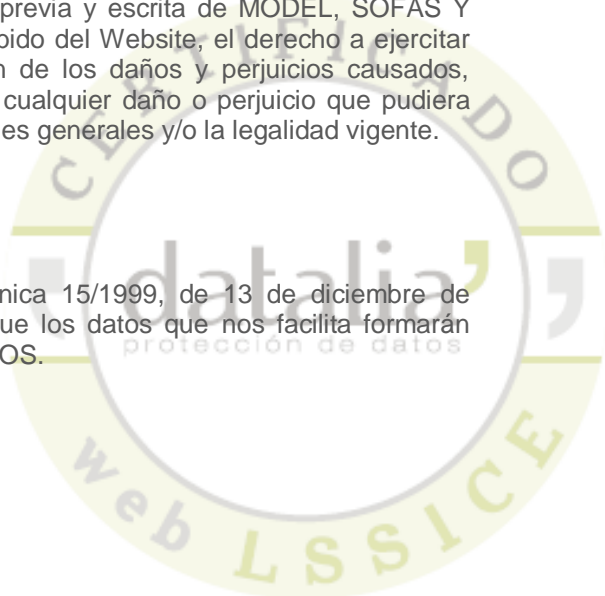 previa y escrita de MODEL, SOFAS Y
bido del Website, el derecho a ejercitar
n de los daños y perjuicios causados,
cualquier daño o perjuicio que pudiera
es generales y/o la legalidad vigente.
CERTIFICADO
datalia
protección de datos
nica 15/1999, de 13 de diciembre de
ue los datos que nos facilita formarán
OS.
web LSSICE